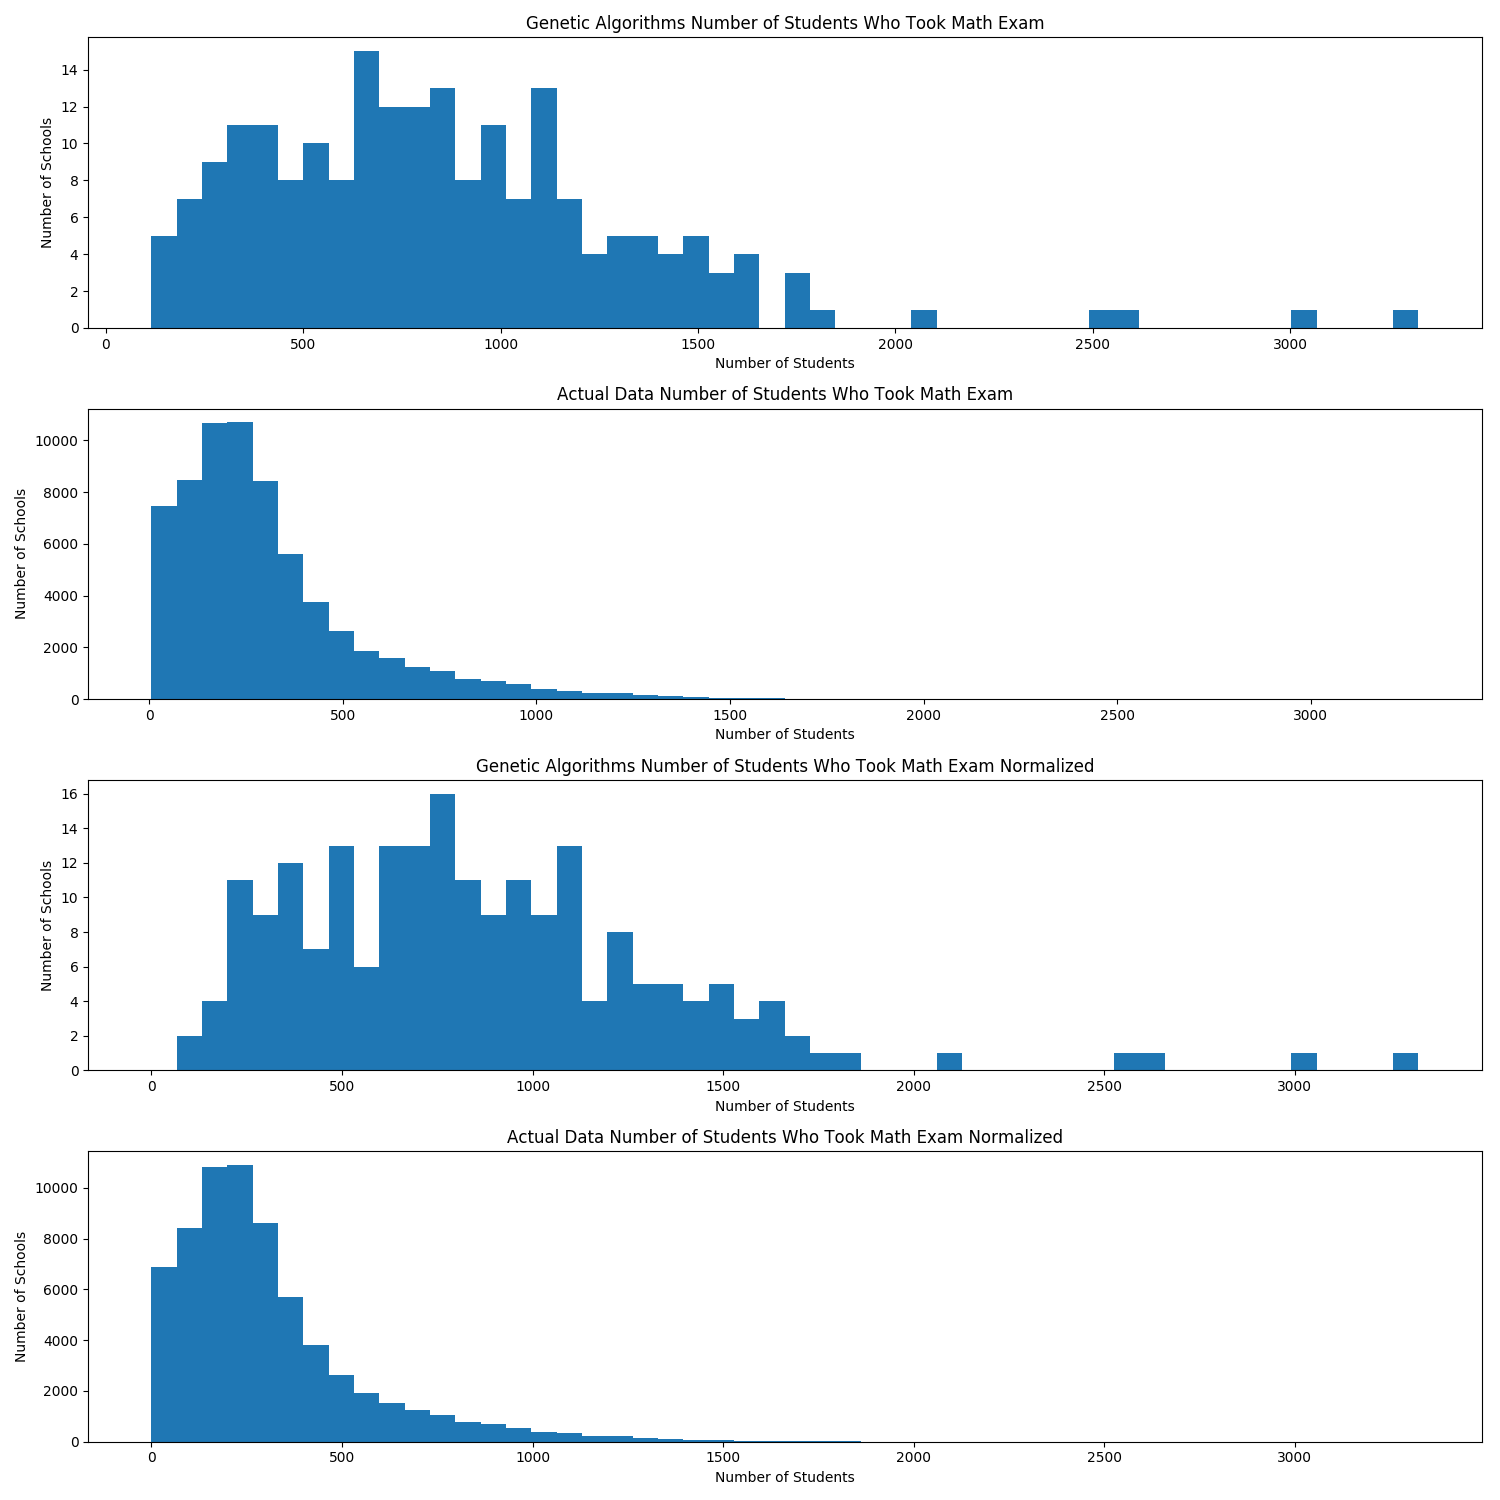 Genetic Algorithms Number of Students Who Took Math Exam
14
12
10
8
6
4
2
0
Number of Schools
0 500 1000 1500 2000 2500 3000
Number of Students
Actual Data Number of Students Who Took Math Exam
10000
8000
6000
4000
2000
0
Number of Schools
0 500 1000 1500 2000 2500 3000
Number of Students
Genetic Algorithms Number of Students Who Took Math Exam Normalized
16
14
12
10
8
6
4
2
0
Number of Schools
0 500 1000 1500 2000 2500 3000
Number of Students
Actual Data Number of Students Who Took Math Exam Normalized
10000
8000
6000
4000
2000
0
Number of Schools
0 500 1000 1500 2000 2500 3000
Number of Students